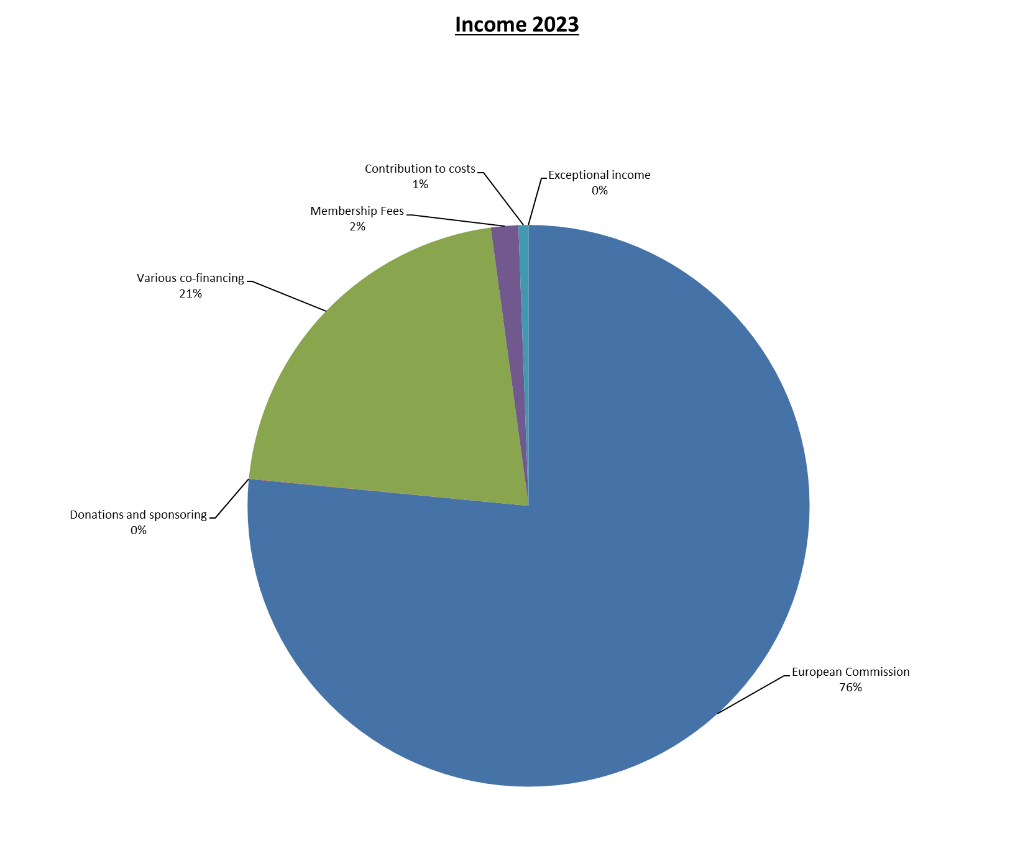 Income 2023
Contribution to costs
1%
Exceptional income
0%
Membership Fees
2%
Various co-financing
21%
Donations and sponsoring
0%
European Commission
76%